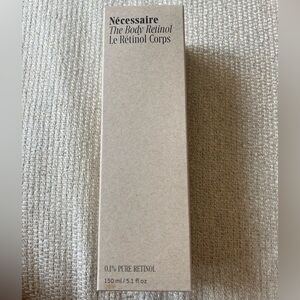 Nécessaire
The Body Retinol
Le Rétinol Corps
0.1% PURE RETINOL
150 ml / 5.1 fl oz